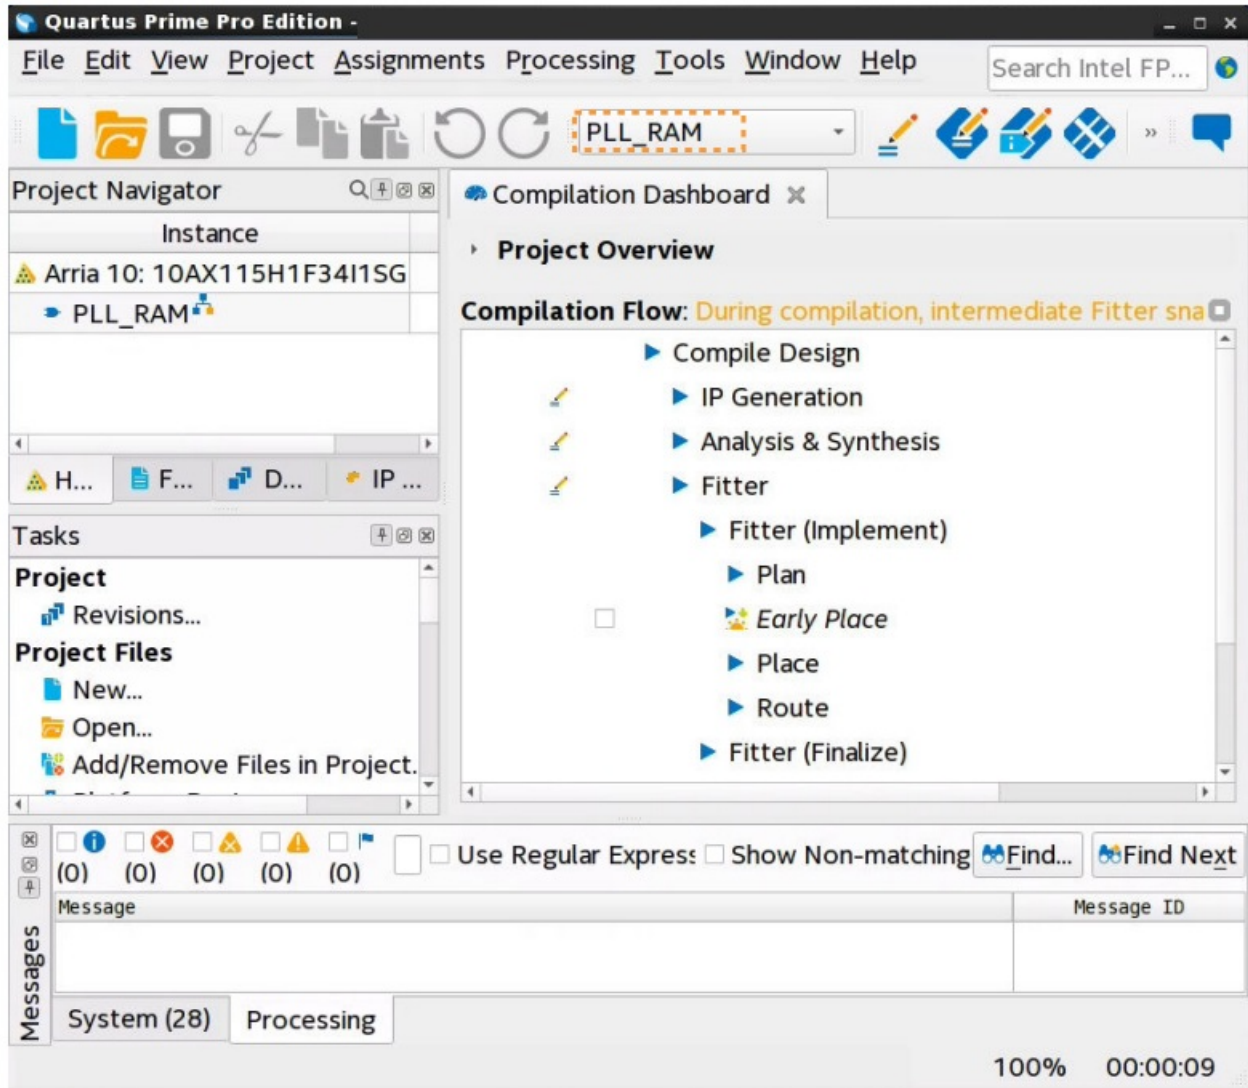 Quartus Prime Pro Edition -
File Edit View Project Assignments Processing Tools Window Help
Search Intel FP...
PLL_RAM
»
Project Navigator
Instance
Arria 10: 10AX115H1F34I1SG
PLL_RAM
H... F... D... IP ...
Tasks
Project
Revisions...
Project Files
New...
Open...
Add/Remove Files in Project.
Compilation Dashboard
Project Overview
Compilation Flow: During compilation, intermediate Fitter sna
Compile Design
IP Generation
Analysis & Synthesis
Fitter
Fitter (Implement)
Plan
Early Place
Place
Route
Fitter (Finalize)
(0) (0) (0) (0) (0)
Use Regular Express Show Non-matching Find... Find Next
Messages
Message Message ID
System (28) Processing
100% 00:00:09